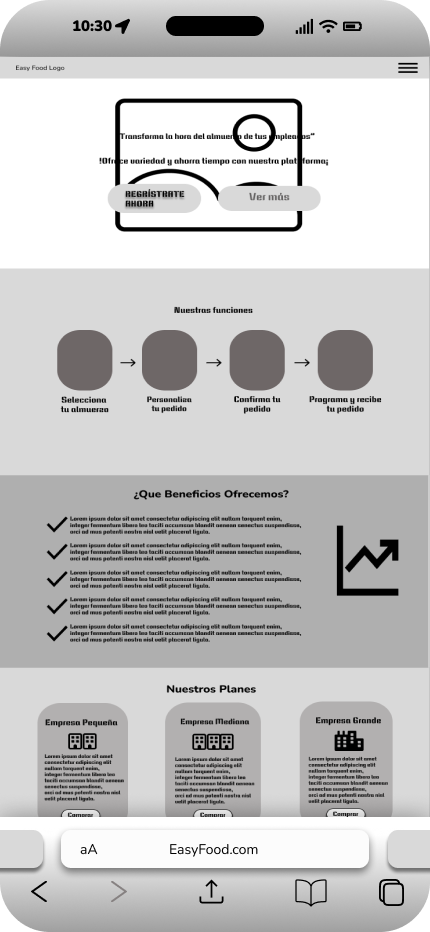 10:30
Easy Food Logo
"Transforma la hora del almuerzo de tus empleados"
!Ofrece variedad y ahorra tiempo con nuestra plataforma¡
REGRÍSTRATE
AHORA
Ver más
Nuestras funciones
Selecciona
tu almuerzo
Personaliza
tu pedido
Confirma tu
pedido
Programa y recibe
tu pedido
¿Que Beneficios Ofrecemos?
Lorem ipsum dolor sit amet consectetur adipiscing elit nullam torquent enim,
integer fermentum libero leo taciti accumsan blandit aenean senectus suspendisse,
orci ad mus potenti nostra nisl velit placerat ligula.
Lorem ipsum dolor sit amet consectetur adipiscing elit nullam torquent enim,
integer fermentum libero leo taciti accumsan blandit aenean senectus suspendisse,
orci ad mus potenti nostra nisl velit placerat ligula.
Lorem ipsum dolor sit amet consectetur adipiscing elit nullam torquent enim,
integer fermentum libero leo taciti accumsan blandit aenean senectus suspendisse,
orci ad mus potenti nostra nisl velit placerat ligula.
Lorem ipsum dolor sit amet consectetur adipiscing elit nullam torquent enim,
integer fermentum libero leo taciti accumsan blandit aenean senectus suspendisse,
orci ad mus potenti nostra nisl velit placerat ligula.
Lorem ipsum dolor sit amet consectetur adipiscing elit nullam torquent enim,
integer fermentum libero leo taciti accumsan blandit aenean senectus suspendisse,
orci ad mus potenti nostra nisl velit placerat ligula.
Nuestros Planes
Empresa Pequeña
Lorem ipsum dolor sit amet
consectetur adipiscing elit nullam
torquent enim,
integer fermentum libero leo
taciti accumsan blandit aenean
senectus suspendisse,
orci ad mus potenti nostra nisl
velit placerat ligula.
Comprar
Empresa Mediana
Lorem ipsum dolor sit amet
consectetur adipiscing elit nullam
torquent enim,
integer fermentum libero leo
taciti accumsan blandit aenean
senectus suspendisse,
orci ad mus potenti nostra nisl
velit placerat ligula.
Comprar
Empresa Grande
Lorem ipsum dolor sit amet
consectetur adipiscing elit nullam
torquent enim,
integer fermentum libero leo
taciti accumsan blandit aenean
senectus suspendisse,
orci ad mus potenti nostra nisl
velit placerat ligula.
Comprar
aA
EasyFood.com